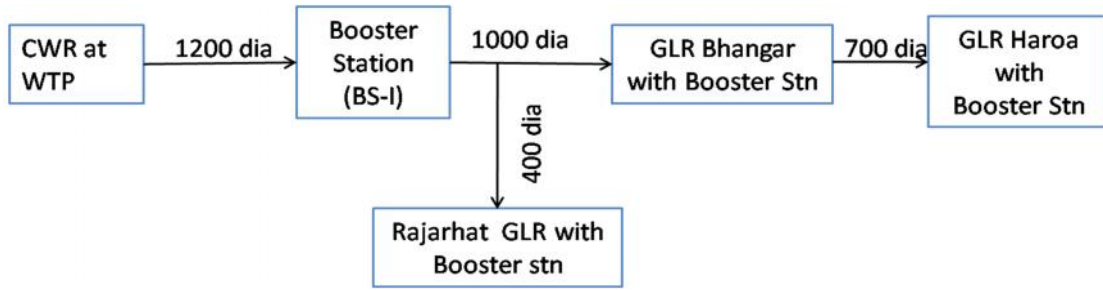 CWR at
WTP
1200 dia
Booster
Station
(BS-I)
1000 dia
GLR Bhangar
with Booster Stn
700 dia
GLR Haroa
with
Booster Stn
400 dia
Rajarhat GLR with
Booster stn